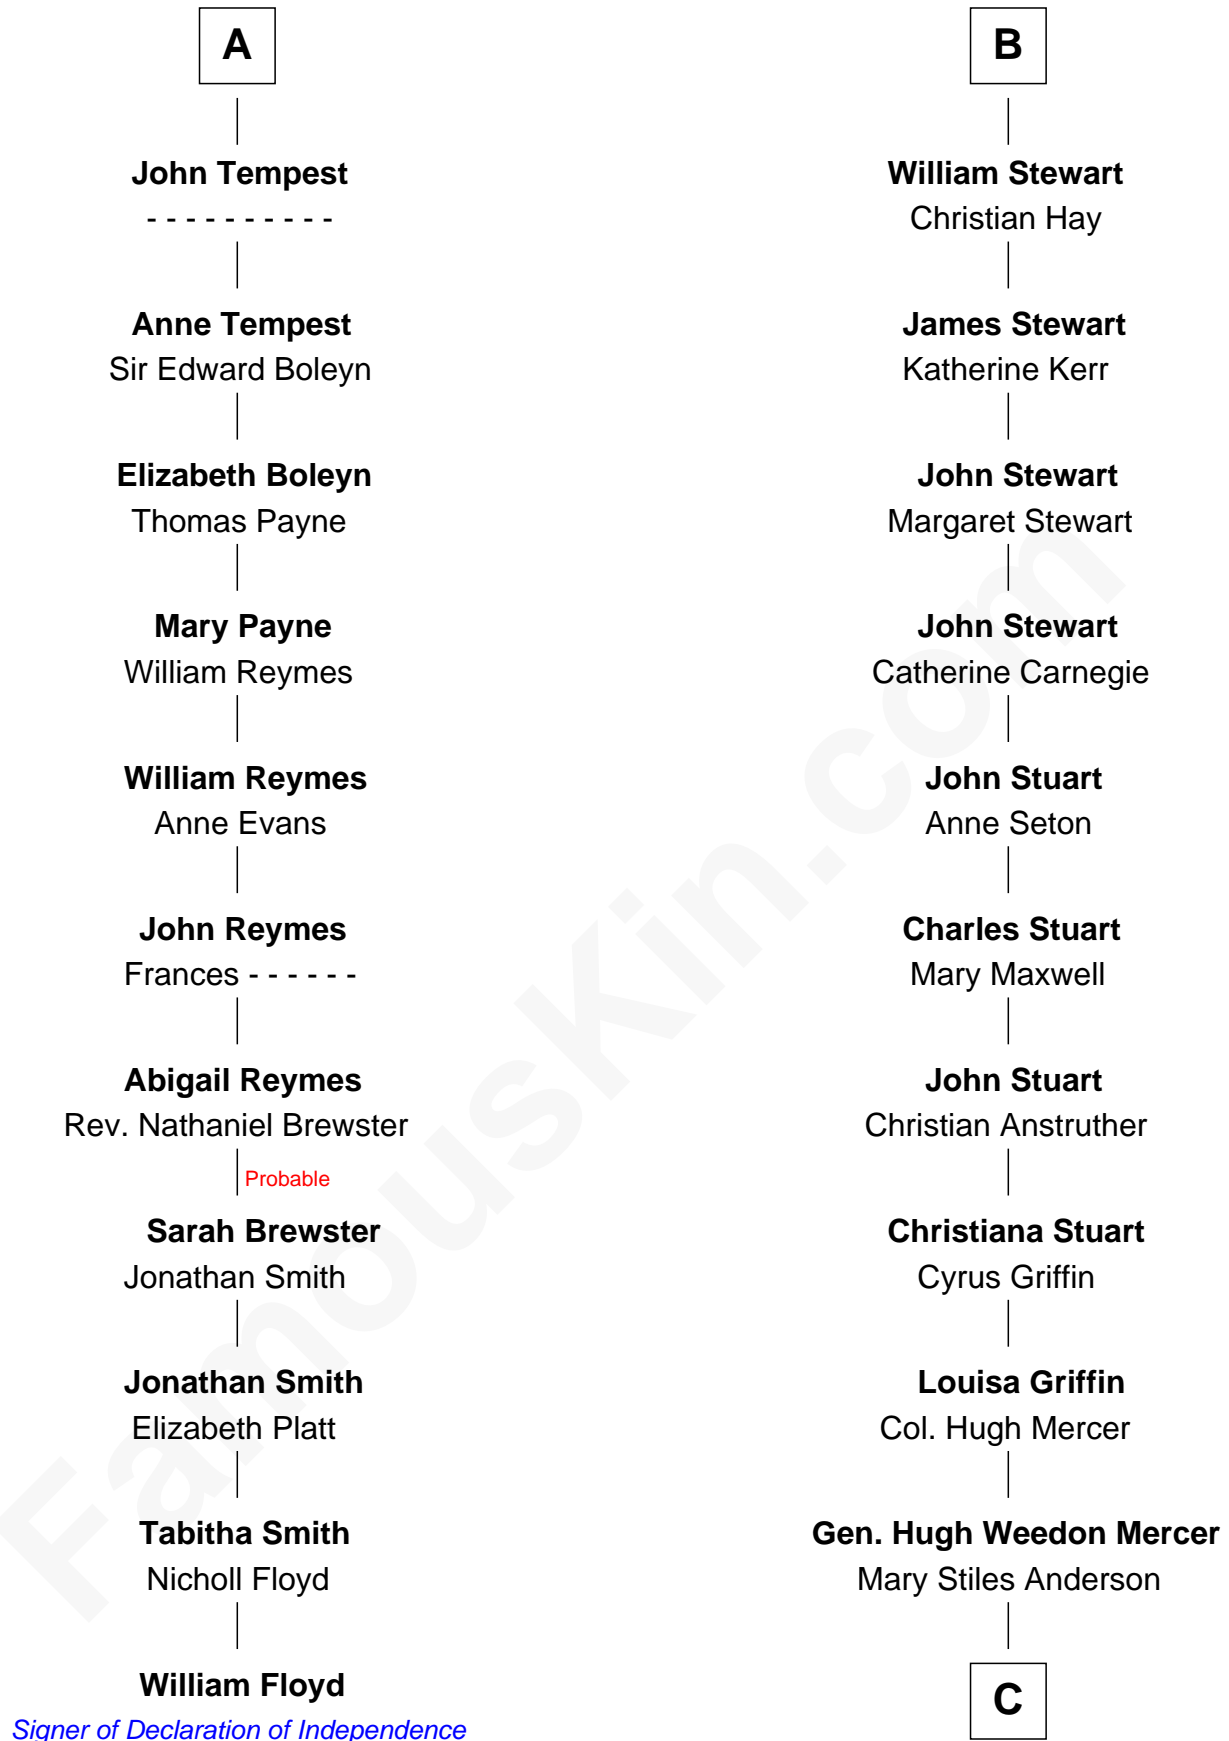 A
John Tempest
- - - - - - - - - -
Anne Tempest
Sir Edward Boleyn
Elizabeth Boleyn
Thomas Payne
Mary Payne
William Reymes
William Reymes
Anne Evans
John Reymes
Frances - - - - - -
Abigail Reymes
Rev. Nathaniel Brewster
Probable
Sarah Brewster
Jonathan Smith
Jonathan Smith
Elizabeth Platt
Tabitha Smith
Nicholl Floyd
William Floyd
Signer of Declaration of Independence
B
William Stewart
Christian Hay
James Stewart
Katherine Kerr
John Stewart
Margaret Stewart
John Stewart
Catherine Carnegie
John Stuart
Anne Seton
Charles Stuart
Mary Maxwell
John Stuart
Christian Anstruther
Christiana Stuart
Cyrus Griffin
Louisa Griffin
Col. Hugh Mercer
Gen. Hugh Weedon Mercer
Mary Stiles Anderson
C
FamousKin.com